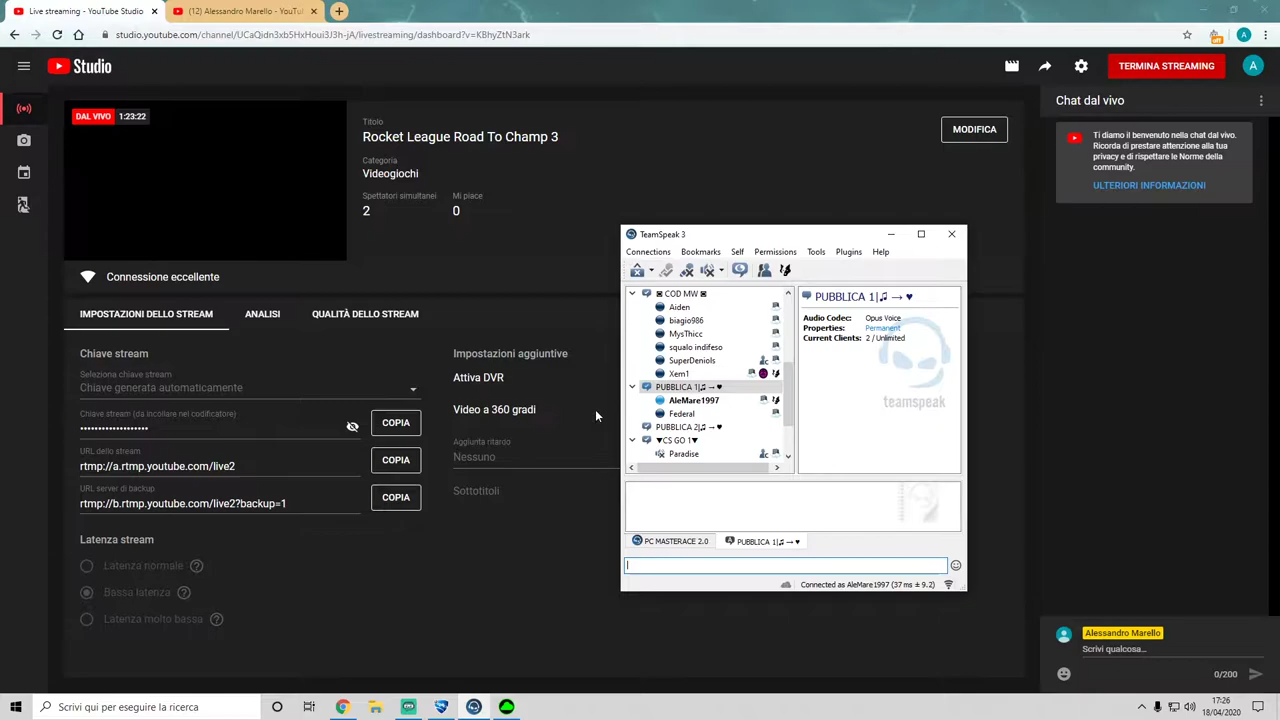 Live streaming - YouTube Studio
(12) Alessandro Marello - YouTu
studio.youtube.com/channel/UCaQidn3xb5HxHoui3J3h-jA/livestreaming/dashboard?v=KBhyZtN3ark
off
A
Studio
TERMINA STREAMING
A
DAL VIVO 1:23:22
Titolo
Rocket League Road To Champ 3
MODIFICA
Categoria
Videogiochi
Spettatori simultanei Mi piace
2 0
Connessione eccellente
IMPOSTAZIONI DELLO STREAM ANALISI QUALITÀ DELLO STREAM
Chiave stream
Seleziona chiave stream
Chiave generata automaticamente
Chiave stream (da incollare nel codificatore)
••••••••••••••••••• COPIA
URL dello stream
rtmp://a.rtmp.youtube.com/live2 COPIA
URL server di backup
rtmp://b.rtmp.youtube.com/live2?backup=1 COPIA
Latenza stream
Latenza normale
Bassa latenza
Latenza molto bassa
Impostazioni aggiuntive
Attiva DVR
Video a 360 gradi
Aggiunta ritardo
Nessuno
Sottotitoli
TeamSpeak 3
Connections Bookmarks Self Permissions Tools Plugins Help
◙ COD MW ◙
Aiden
biagio986
MysThicc
squalo indifeso
SuperDeniols
Xem1
PUBBLICA 1|♫ → ♥
AleMare1997
Federal
PUBBLICA 2|♫ → ♥
▼CS GO 1▼
Paradise
PUBBLICA 1|♫ → ♥
Audio Codec: Opus Voice
Properties: Permanent
Current Clients: 2 / Unlimited
teamspeak
PC MASTERACE 2.0 PUBBLICA 1|♫ → ♥
Connected as AleMare1997 (37 ms ± 9.2)
Chat dal vivo
Ti diamo il benvenuto nella chat dal vivo.
Ricorda di prestare attenzione alla tua
privacy e di rispettare le Norme della
community.
ULTERIORI INFORMAZIONI
Alessandro Marello
Scrivi qualcosa...
0/200
Scrivi qui per eseguire la ricerca
17:26
18/04/2020